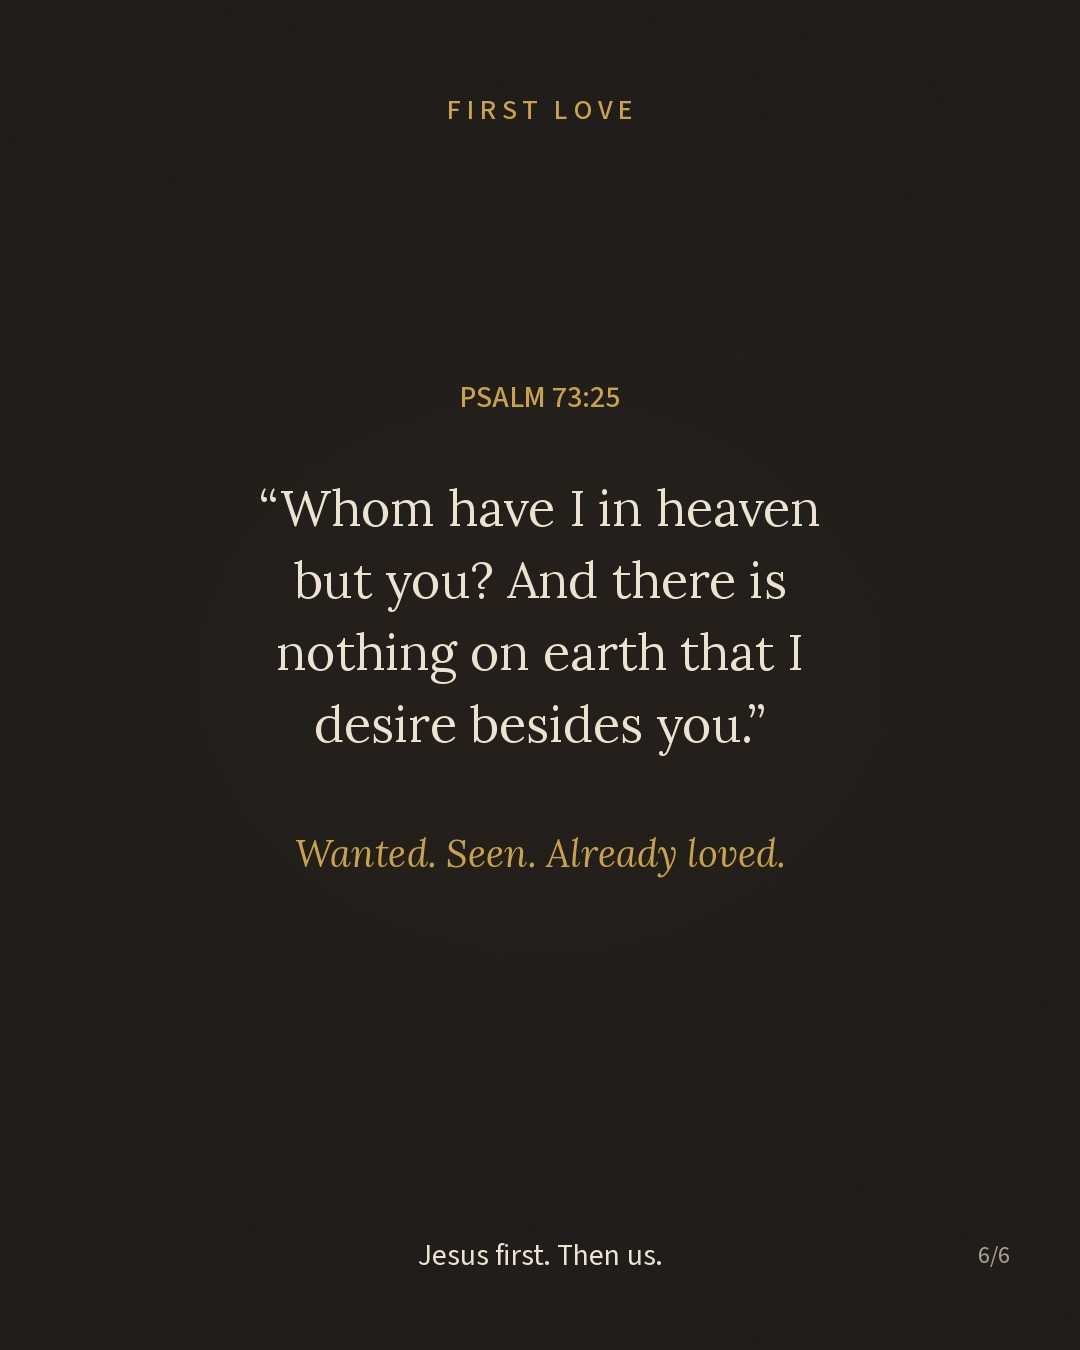 FIRST LOVE
PSALM 73:25
“Whom have I in heaven
but you? And there is
nothing on earth that I
desire besides you.”
Wanted. Seen. Already loved.
Jesus first. Then us.
6/6